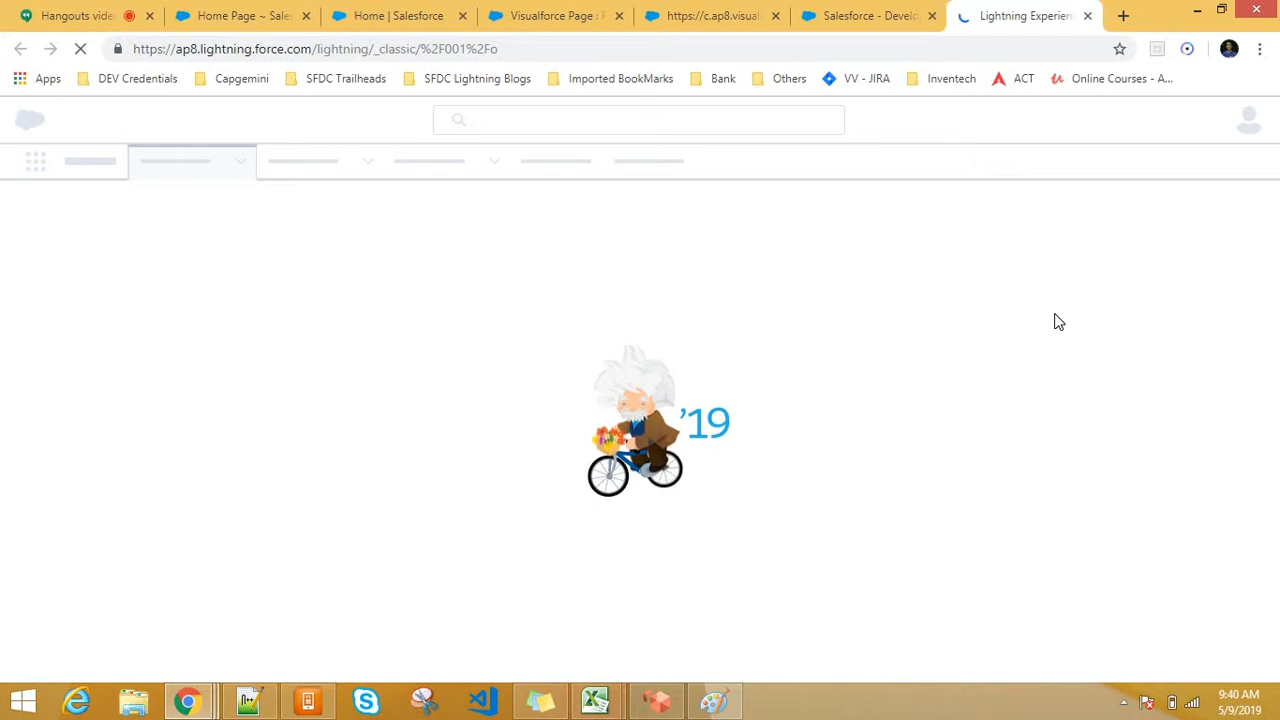 Hangouts vide
Home Page ~ Sales
Home | Salesforce
Visualforce Page : F
https://c.ap8.visual
Salesforce - Develo
Lightning Experien
https://ap8.lightning.force.com/lightning/_classic/%2F001%2Fo
Apps
DEV Credentials
Capgemini
SFDC Trailheads
SFDC Lightning Blogs
Imported BookMarks
Bank
Others
VV - JIRA
Inventech
ACT
Online Courses - A...
'19
9:40 AM
5/9/2019